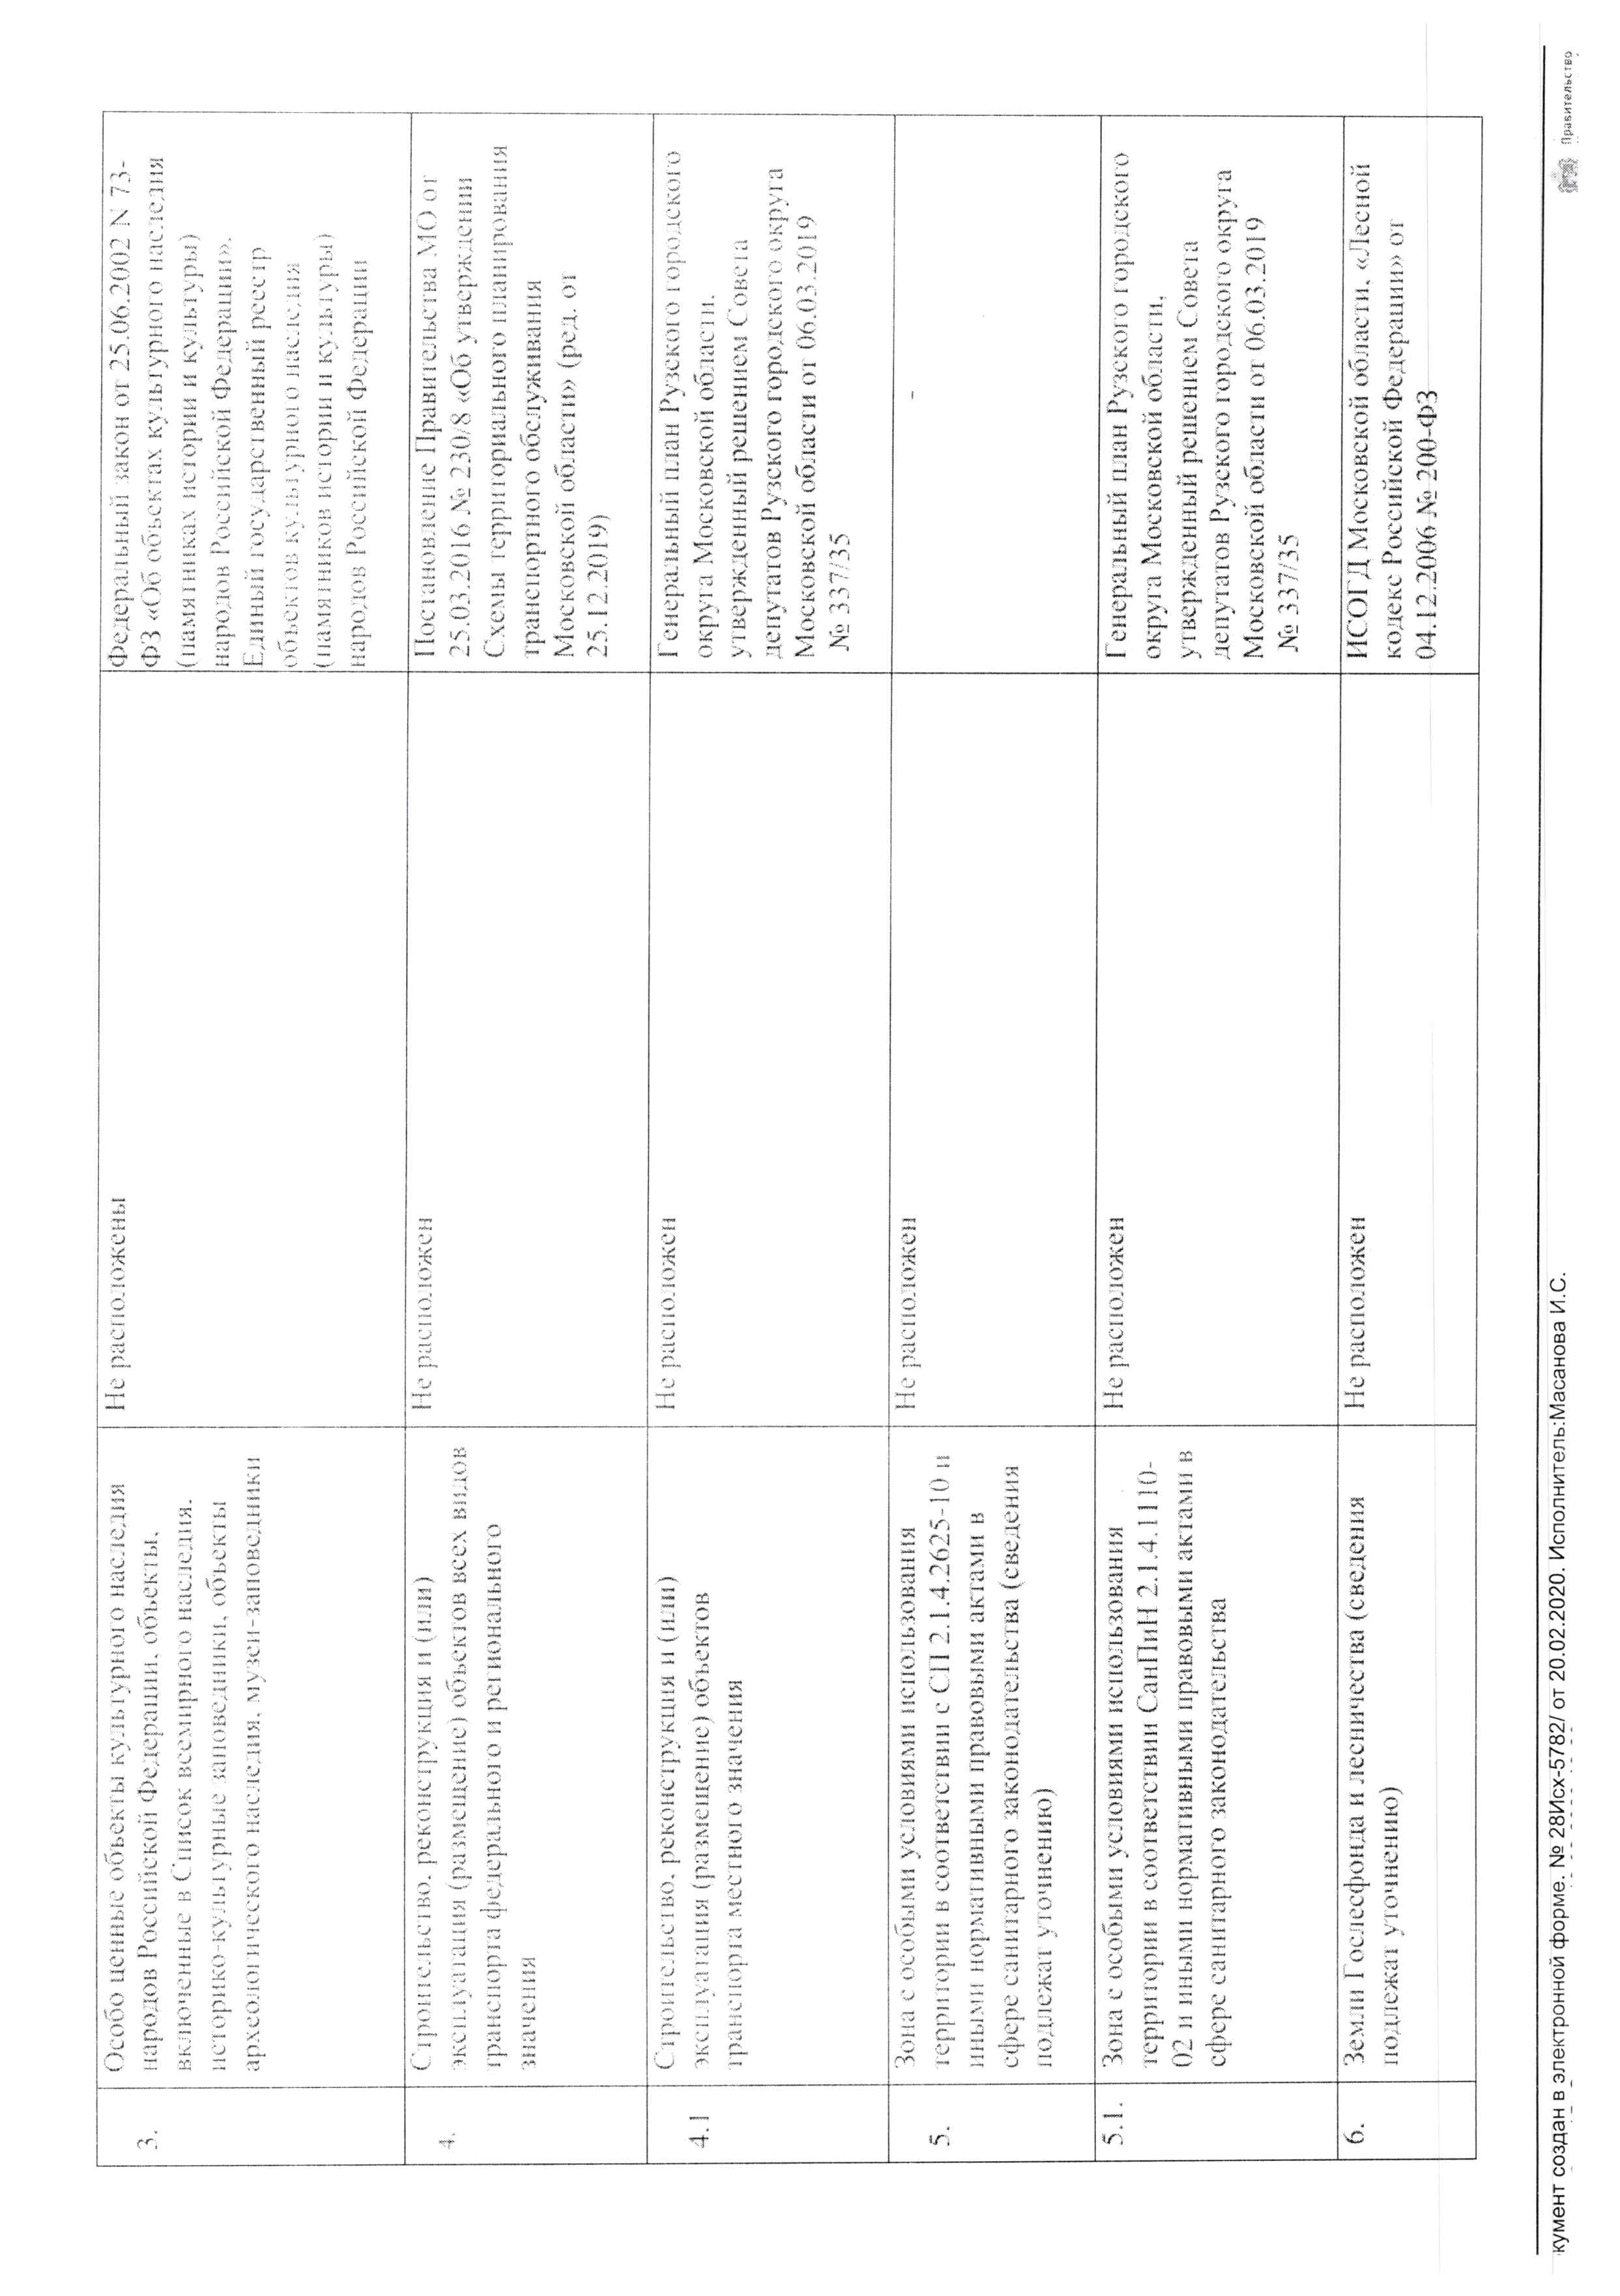 3.
Особо ценные объекты культурного наследия
народов Российской Федерации, объекты,
включенные в Список всемирного наследия,
историко-культурные заповедники, объекты
археологического наследия, музеи-заповедники
Не расположены
Федеральный закон от 25.06.2002 N 73-
ФЗ «Об объектах культурного наследия
(памятниках истории и культуры)
народов Российской Федерации».
Единый государственный реестр
объектов культурного наследия
(памятников истории и культуры)
народов Российской Федерации
4.
Строительство, реконструкция и (или)
эксплуатация (размещение) объектов всех видов
транспорта федерального и регионального
значения
Не расположен
Постановление Правительства МО от
25.03.2016 № 230/8 «Об утверждении
Схемы территориального планирования
транспортного обслуживания
Московской области» (ред. от
25.12.2019)
4.1
Строительство, реконструкция и (или)
эксплуатация (размещение) объектов
транспорта местного значения
Не расположен
Генеральный план Рузского городского
округа Московской области,
утвержденный решением Совета
депутатов Рузского городского округа
Московской области от 06.03.2019
№ 337/35
5.
Зона с особыми условиями использования
территории в соответствии с СП 2.1.4.2625-10 и
иными нормативными правовыми актами в
сфере санитарного законодательства (сведения
подлежат уточнению)
Не расположен
-
5.1.
Зона с особыми условиями использования
территории в соответствии СанПиН 2.1.4.1110-
02 и иными нормативными правовыми актами в
сфере санитарного законодательства
Не расположен
Генеральный план Рузского городского
округа Московской области,
утвержденный решением Совета
депутатов Рузского городского округа
Московской области от 06.03.2019
№ 337/35
6.
Земли Гослесфонда и лесничества (сведения
подлежат уточнению)
Не расположен
ИСОГД Московской области, «Лесной
кодекс Российской Федерации» от
04.12.2006 № 200-ФЗ
кумент создан в электронной форме. № 28Исх-5782/ от 20.02.2020. Исполнитель:Масанова И.С.
Правительство